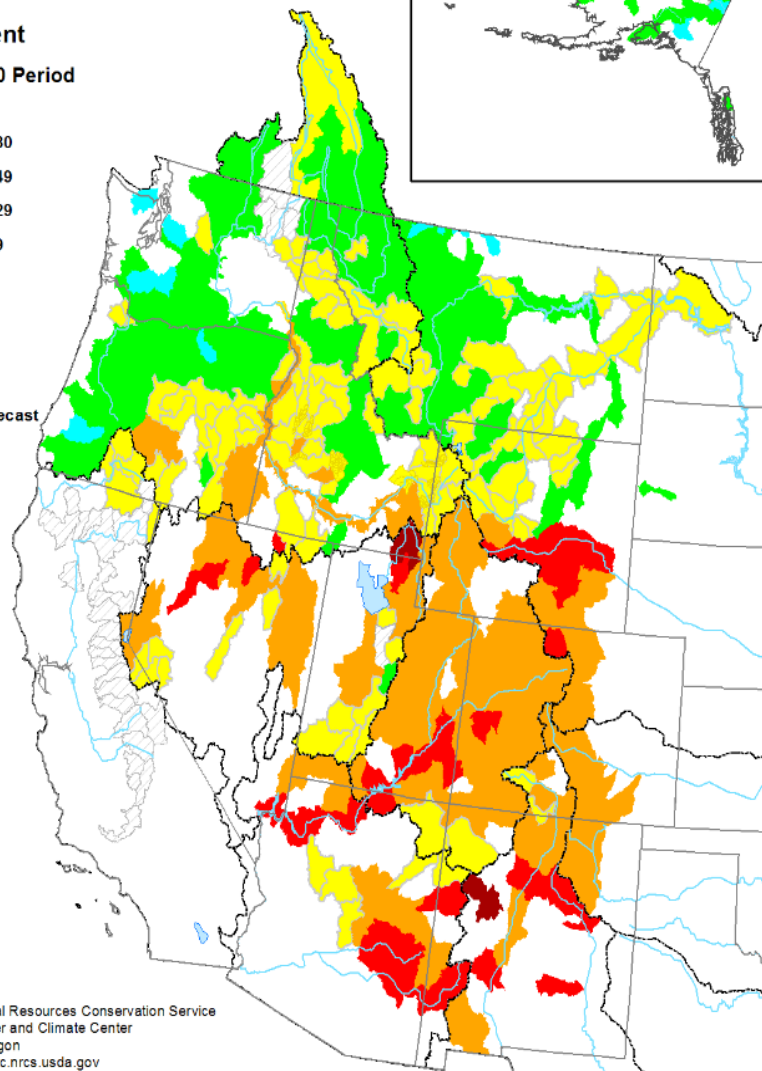 ent
0 Period
30
49
29
9
ecast
al Resources Conservation Service
er and Climate Center
gon
c.nrcs.usda.gov